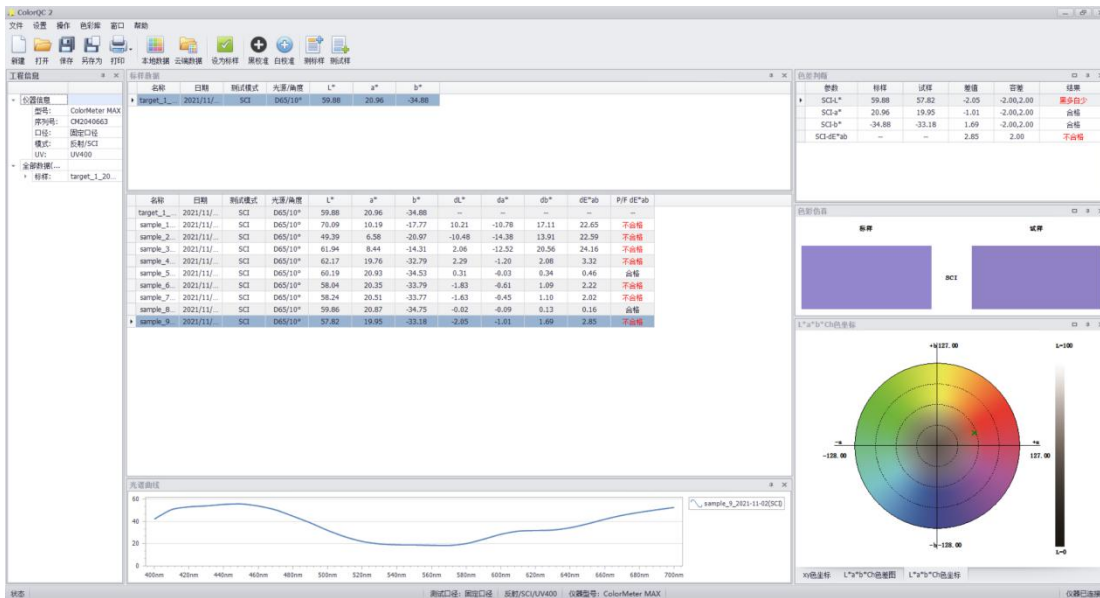 ColorQC 2
文件 设置 操作 色彩库 窗口 帮助
新建 打开 保存 另存为 打印 本地数据 云端数据 设为标样 黑校准 白校准 测标样 测试样
工程信息
仪器信息
型号: ColorMeter MAX
序列号: CM2040663
口径: 固定口径
模式: 反射/SCI
UV: UV400
全部数据(...
标样: target_1_20...
标样数据
名称 日期 测试模式 光源/角度 L* a* b*
target_1_... 2021/11/... SCI D65/10° 59.88 20.96 -34.88
名称 日期 测试模式 光源/角度 L* a* b* dL* da* db* dE*ab P/F dE*ab
target_1_... 2021/11/... SCI D65/10° 59.88 20.96 -34.88 -- -- -- -- --
sample_1... 2021/11/... SCI D65/10° 70.09 10.19 -17.77 10.21 -10.78 17.11 22.65 不合格
sample_2... 2021/11/... SCI D65/10° 49.39 6.58 -20.97 -10.48 -14.38 13.91 22.59 不合格
sample_3... 2021/11/... SCI D65/10° 61.94 8.44 -14.31 2.06 -12.52 20.56 24.16 不合格
sample_4... 2021/11/... SCI D65/10° 62.17 19.76 -32.79 2.29 -1.20 2.08 3.32 不合格
sample_5... 2021/11/... SCI D65/10° 60.19 20.93 -34.53 0.31 -0.03 0.34 0.46 合格
sample_6... 2021/11/... SCI D65/10° 58.04 20.35 -33.79 -1.83 -0.61 1.09 2.22 不合格
sample_7... 2021/11/... SCI D65/10° 58.24 20.51 -33.77 -1.63 -0.45 1.10 2.02 不合格
sample_8... 2021/11/... SCI D65/10° 59.86 20.87 -34.75 -0.02 -0.09 0.13 0.16 合格
sample_9... 2021/11/... SCI D65/10° 57.82 19.95 -33.18 -2.05 -1.01 1.69 2.85 不合格
光谱曲线
sample_9_2021-11-02(SCI)
60
40
20
0
400nm 420nm 440nm 460nm 480nm 500nm 520nm 540nm 560nm 580nm 600nm 620nm 640nm 660nm 680nm 700nm
色差列表
参数 标样 试样 差值 容差 结果
SCI-L* 59.88 57.82 -2.05 -2.00,2.00 黑多白少
SCI-a* 20.96 19.95 -1.01 -2.00,2.00 合格
SCI-b* -34.88 -33.18 1.69 -2.00,2.00 合格
SCI-dE*ab -- -- 2.85 2.00 不合格
色彩仿真
标样 试样
SCI
L*a*b*Ch色坐标
+b 127.00 L=100
-a +a
-128.00 127.00
-b -128.00 L=0
xy色坐标 L*a*b*Ch色差图 L*a*b*Ch色坐标
状态 测试口径: 固定口径 反射/SCI/UV400 仪器型号: ColorMeter MAX 仪器已连接